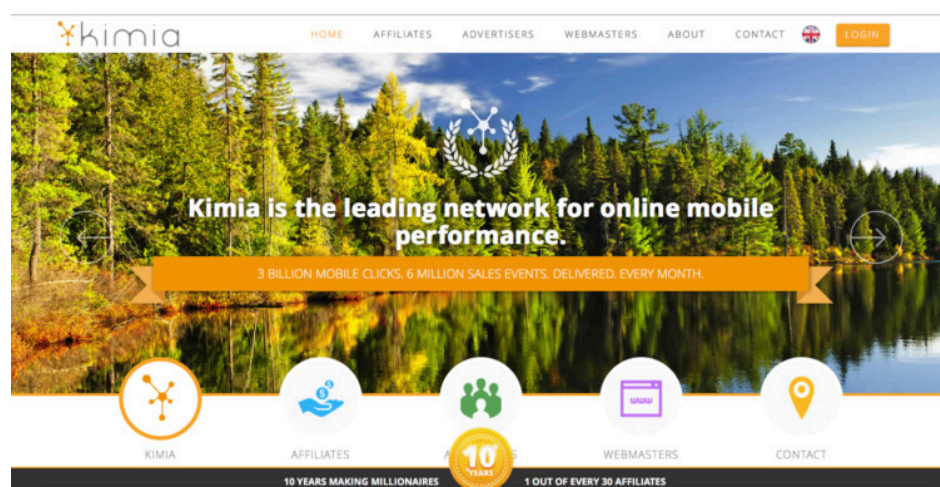 kimia
HOME AFFILIATES ADVERTISERS WEBMASTERS ABOUT CONTACT LOGIN
Kimia is the leading network for online mobile
performance.
3 BILLION MOBILE CLICKS. 6 MILLION SALES EVENTS. DELIVERED. EVERY MONTH.
www
KIMIA AFFILIATES WEBMASTERS CONTACT
10
YEARS
10 YEARS MAKING MILLIONAIRES 1 OUT OF EVERY 30 AFFILIATES